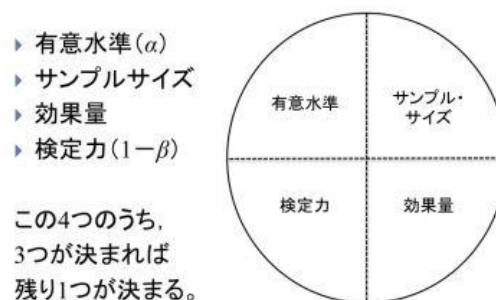 有意水準(α)
サンプルサイズ
効果量
検定力(1－β)
この4つのうち,
3つが決まれば
残り1つが決まる。
有意水準
サンプル・
サイズ
検定力
効果量